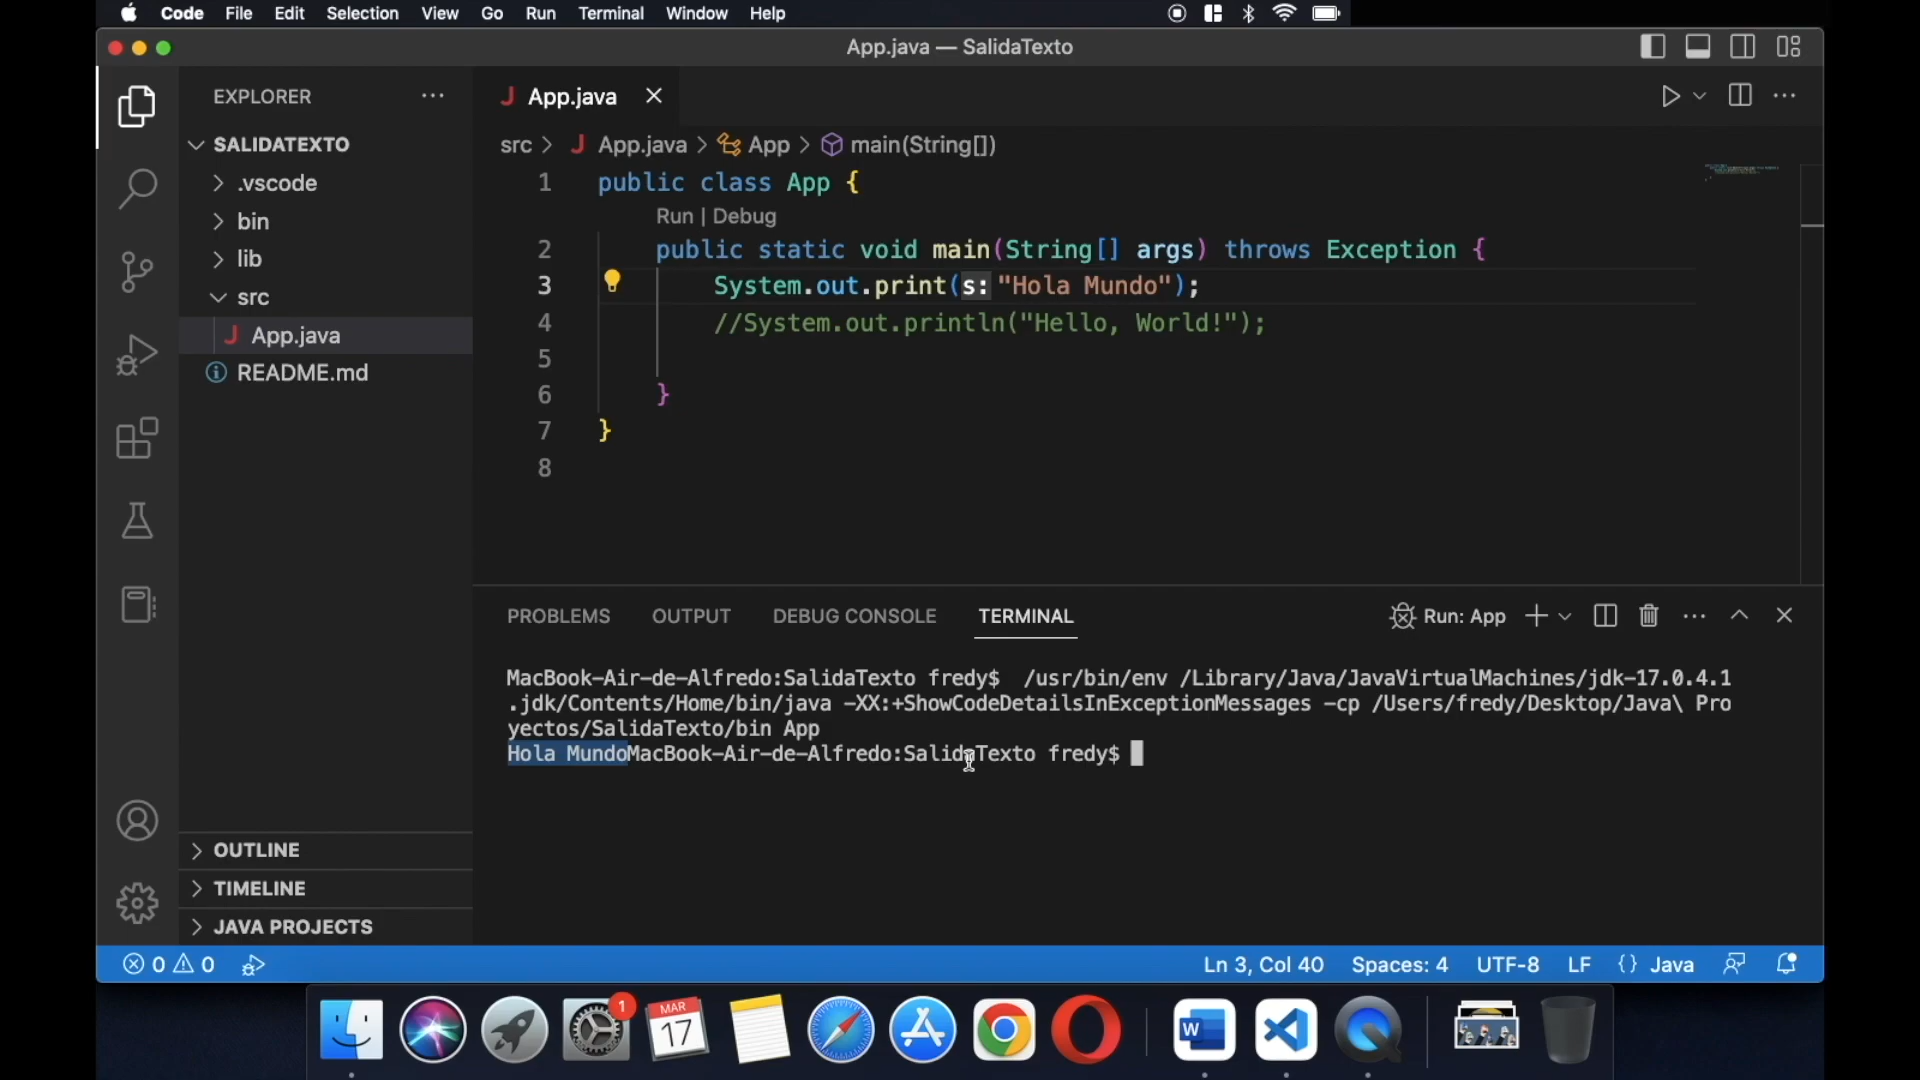 Code File Edit Selection View Go Run Terminal Window Help
App.java — SalidaTexto
EXPLORER
App.java
SALIDATEXTO
src > App.java > App > main(String[])
.vscode
bin
lib
src
App.java
README.md
1 public class App {
Run | Debug
2 public static void main(String[] args) throws Exception {
3 System.out.print(s: "Hola Mundo");
4 //System.out.println("Hello, World!");
5
6 }
7 }
8
PROBLEMS OUTPUT DEBUG CONSOLE TERMINAL Run: App
MacBook-Air-de-Alfredo:SalidaTexto fredy$  /usr/bin/env /Library/Java/JavaVirtualMachines/jdk-17.0.4.1
.jdk/Contents/Home/bin/java -XX:+ShowCodeDetailsInExceptionMessages -cp /Users/fredy/Desktop/Java\ Pro
yectos/SalidaTexto/bin App
Hola MundoMacBook-Air-de-Alfredo:SalidaTexto fredy$
OUTLINE
TIMELINE
JAVA PROJECTS
0 0 Ln 3, Col 40 Spaces: 4 UTF-8 LF {} Java
1
MAR
17
W